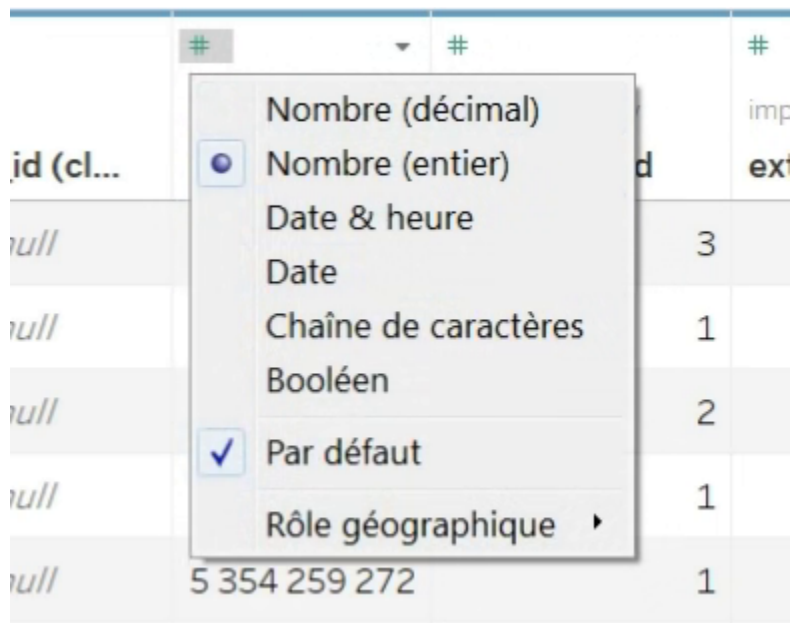 # # #
Nombre (décimal)
imp
id (cl...
Nombre (entier)
d
ext
Date & heure
null
3
Date
Chaîne de caractères
null
1
Booléen
null
2
Par défaut
null
1
Rôle géographique
null
5 354 259 272
1